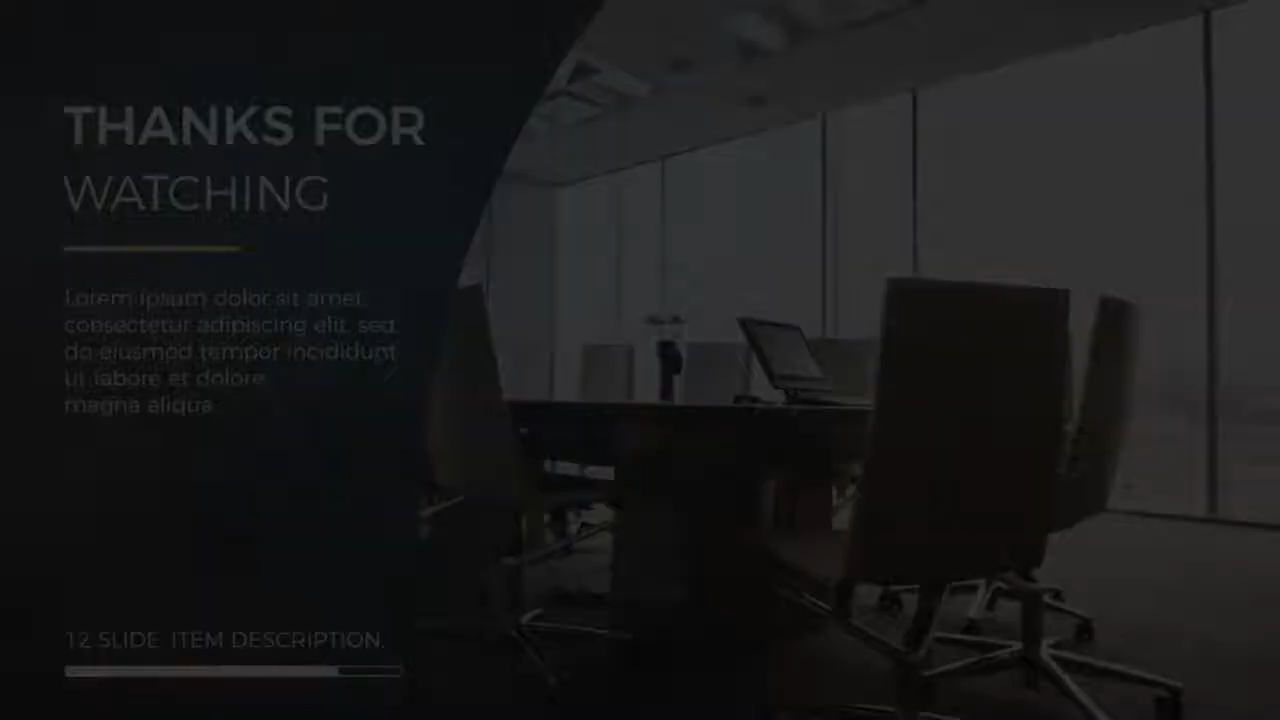 THANKS FOR
WATCHING
Lorem ipsum dolor sit amet,
consectetur adipiscing elit, sed
do eiusmod tempor incididunt
ut labore et dolore
magna aliqua.
12 SLIDE ITEM DESCRIPTION.